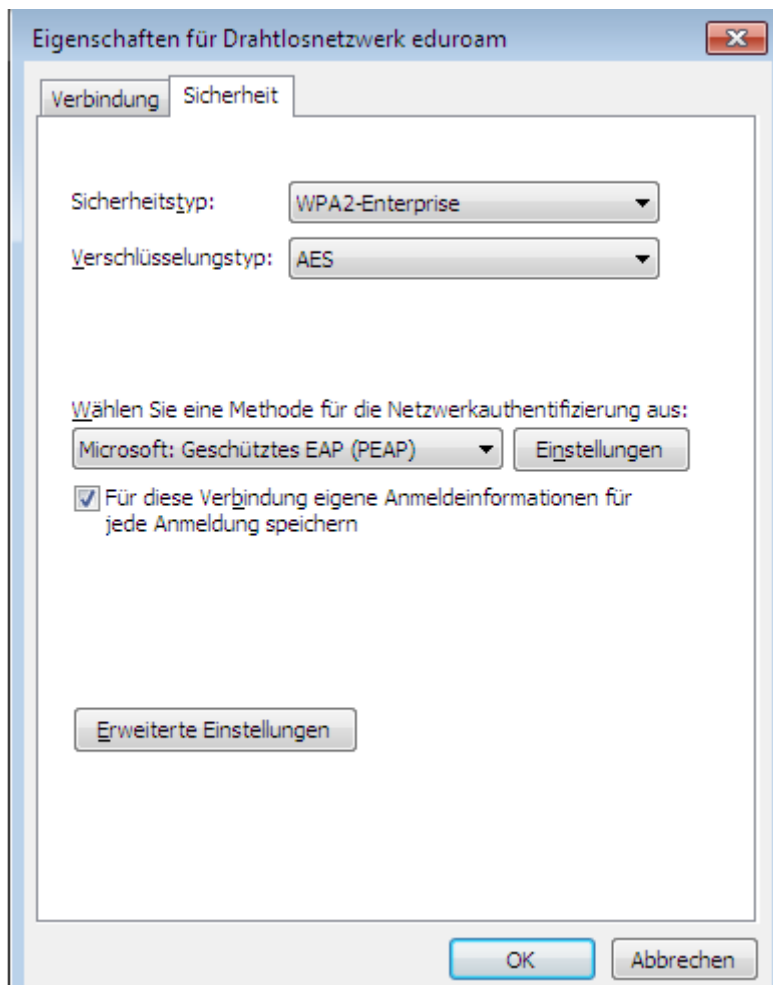 Eigenschaften für Drahtlosnetzwerk eduroam
Verbindung
Sicherheit
Sicherheitstyp:
WPA2-Enterprise
Verschlüsselungstyp:
AES
Wählen Sie eine Methode für die Netzwerkauthentifizierung aus:
Microsoft: Geschütztes EAP (PEAP)
Einstellungen
Für diese Verbindung eigene Anmeldeinformationen für
jede Anmeldung speichern
Erweiterte Einstellungen
OK
Abbrechen